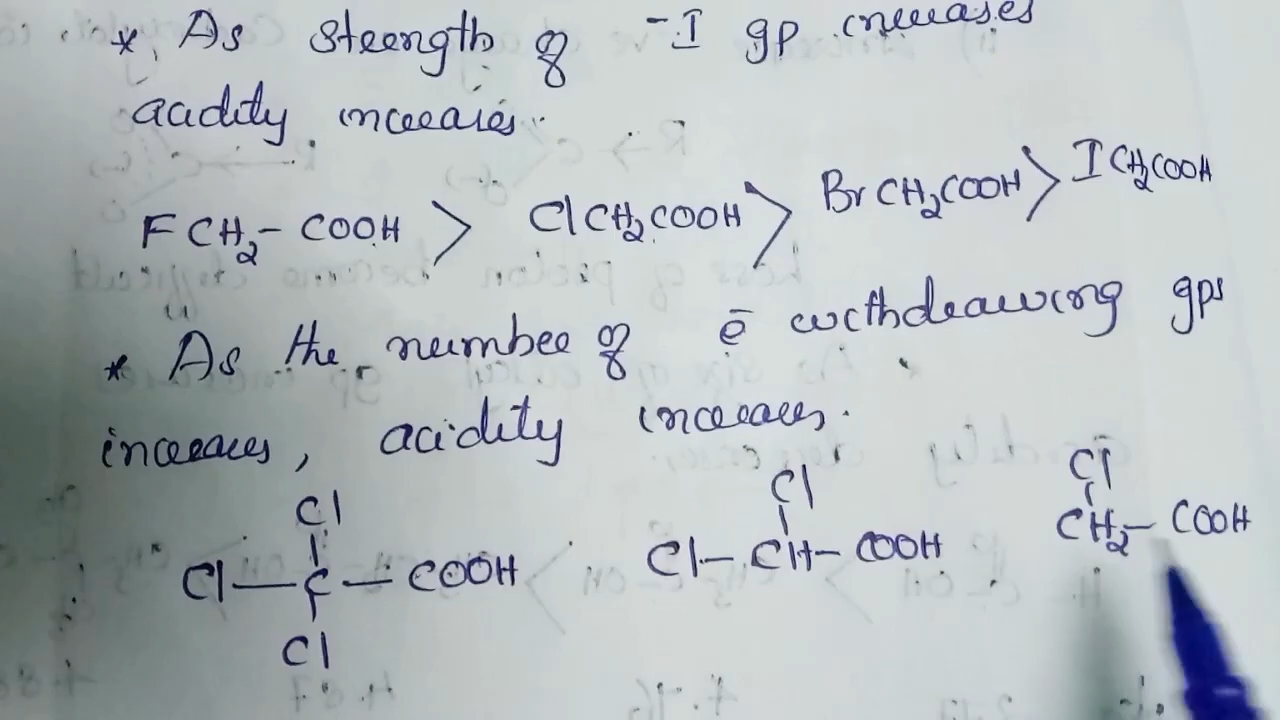 * As strength of -I gp increases
acidity increases.
FCH2- COOH > ClCH2COOH > BrCH2COOH > ICH2COOH
* As the number of ē withdrawing gps
increases, acidity increases.
Cl Cl Cl
Cl—C—COOH Cl—CH—COOH CH2—COOH
Cl